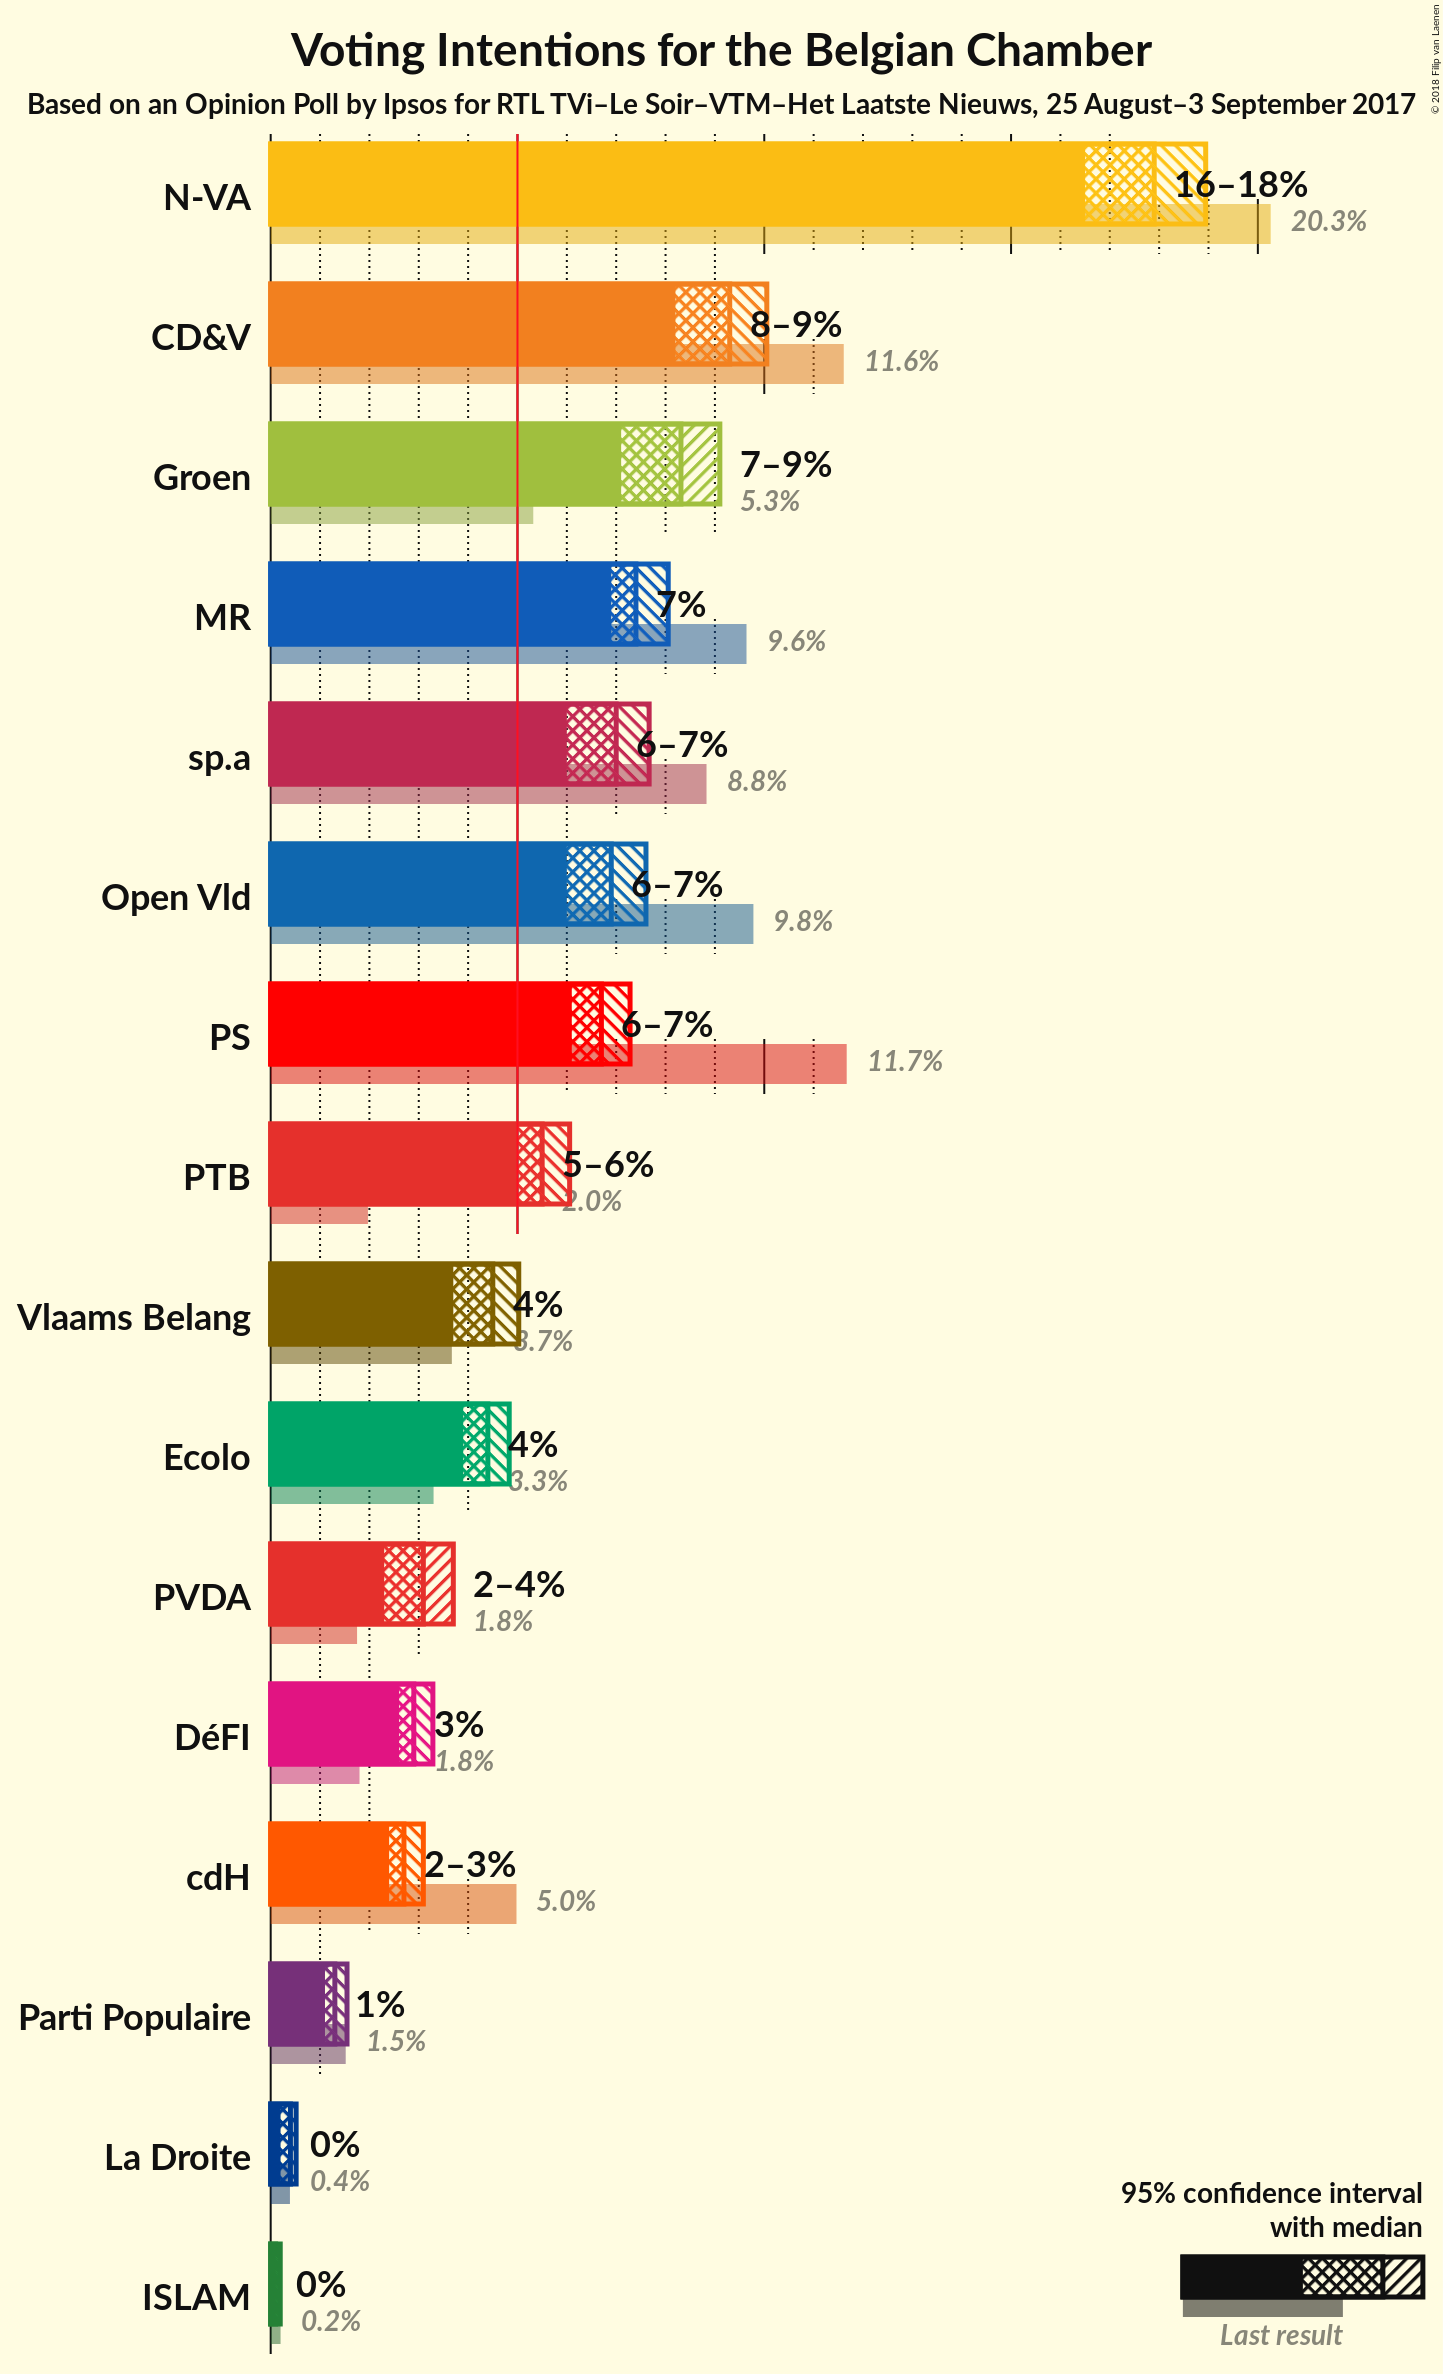 Voting Intentions for the Belgian Chamber
Based on an Opinion Poll by Ipsos for RTL TVi–Le Soir–VTM–Het Laatste Nieuws, 25 August–3 September 2017
© 2018 Filip van Laenen
N-VA
16–18%
20.3%
CD&V
8–9%
11.6%
Groen
7–9%
5.3%
MR
7%
9.6%
sp.a
6–7%
8.8%
Open Vld
6–7%
9.8%
PS
6–7%
11.7%
PTB
5–6%
2.0%
Vlaams Belang
4%
3.7%
Ecolo
4%
3.3%
PVDA
2–4%
1.8%
DéFI
3%
1.8%
cdH
2–3%
5.0%
Parti Populaire
1%
1.5%
La Droite
0%
0.4%
ISLAM
0%
0.2%
95% confidence interval
with median
Last result